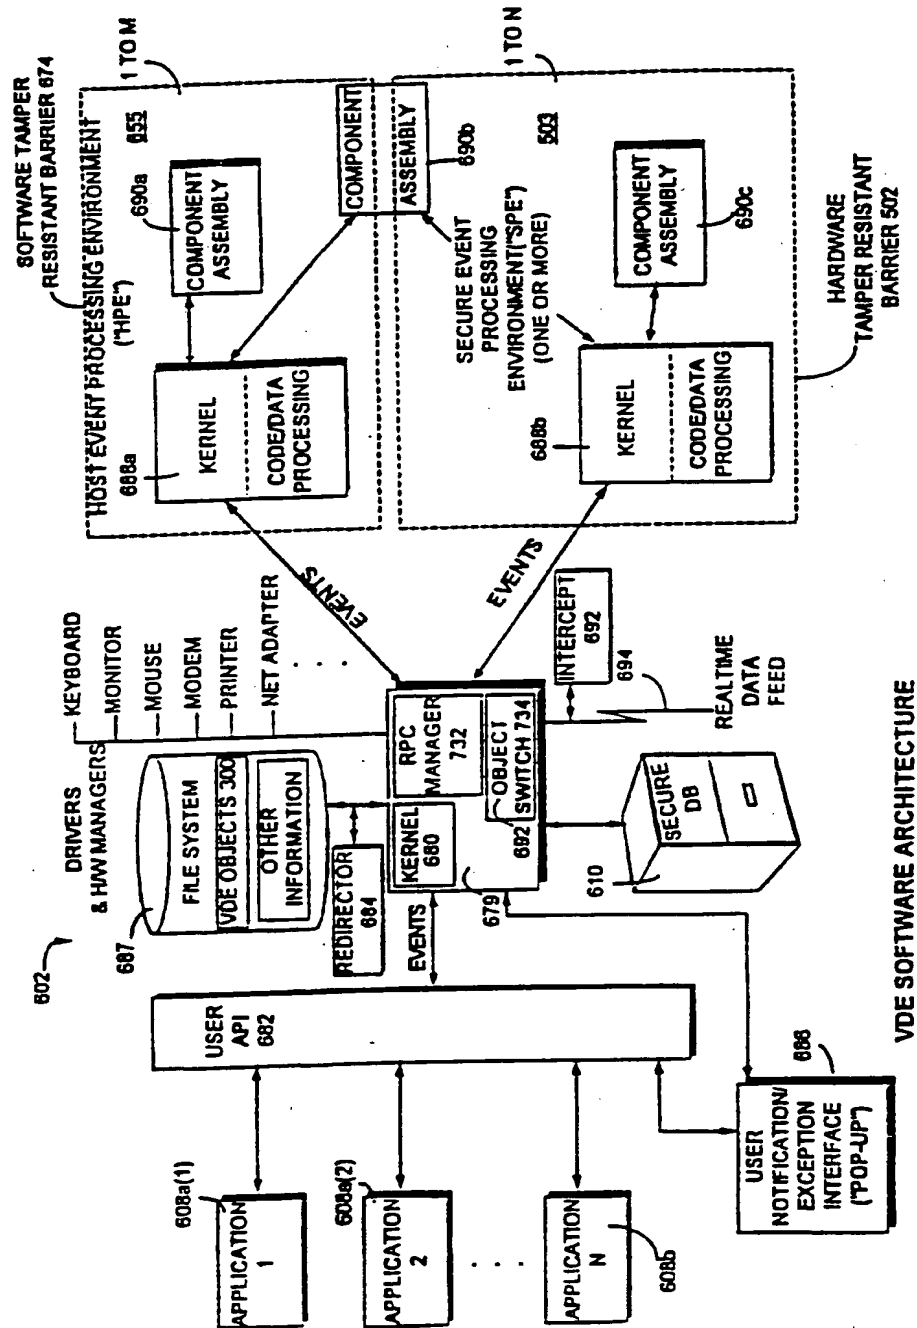 SOFTWARE TAMPER
RESISTANT BARRIER 674
HOST EVENT PROCESSING ENVIRONMENT
("HPE")
655
1 TO M
690a
COMPONENT
ASSEMBLY
688a
KERNEL
CODE/DATA
PROCESSING
COMPONENT
ASSEMBLY
690b
1 TO N
503
SECURE EVENT
PROCESSING
ENVIRONMENT("SPE")
(ONE OR MORE)
690c
COMPONENT
ASSEMBLY
688b
KERNEL
CODE/DATA
PROCESSING
HARDWARE
TAMPER RESISTANT
BARRIER 502
EVENTS
EVENTS
602
DRIVERS
& H/W MANAGERS
KEYBOARD
MONITOR
MOUSE
MODEM
PRINTER
NET ADAPTER
. . .
687
FILE SYSTEM
VDE OBJECTS 300
OTHER
INFORMATION
REDIRECTOR
684
KERNEL
680
RPC
MANAGER
732
OBJECT
SWITCH 734
692
679
INTERCEPT
692
694
REALTIME
DATA
FEED
SECURE
DB
610
EVENTS
USER
API
682
608a(1)
APPLICATION
1
608a(2)
APPLICATION
2
. . .
APPLICATION
N
608b
686
USER
NOTIFICATION/
EXCEPTION
INTERFACE
("POP-UP")
VDE SOFTWARE ARCHITECTURE